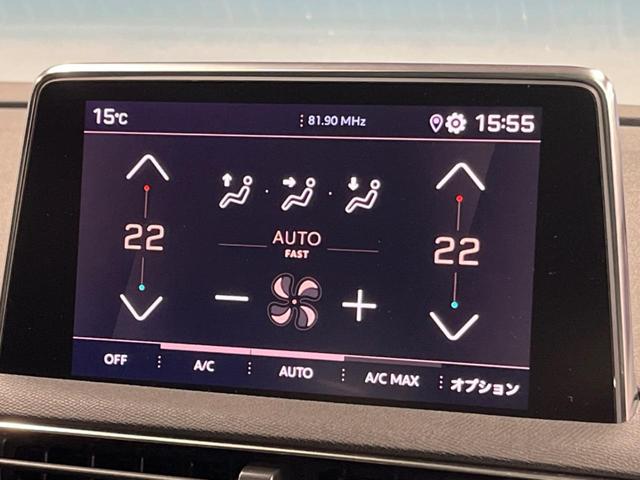 15℃ 81.90 MHz 15:55
22 AUTO 22
FAST
OFF A/C AUTO A/C MAX オプション